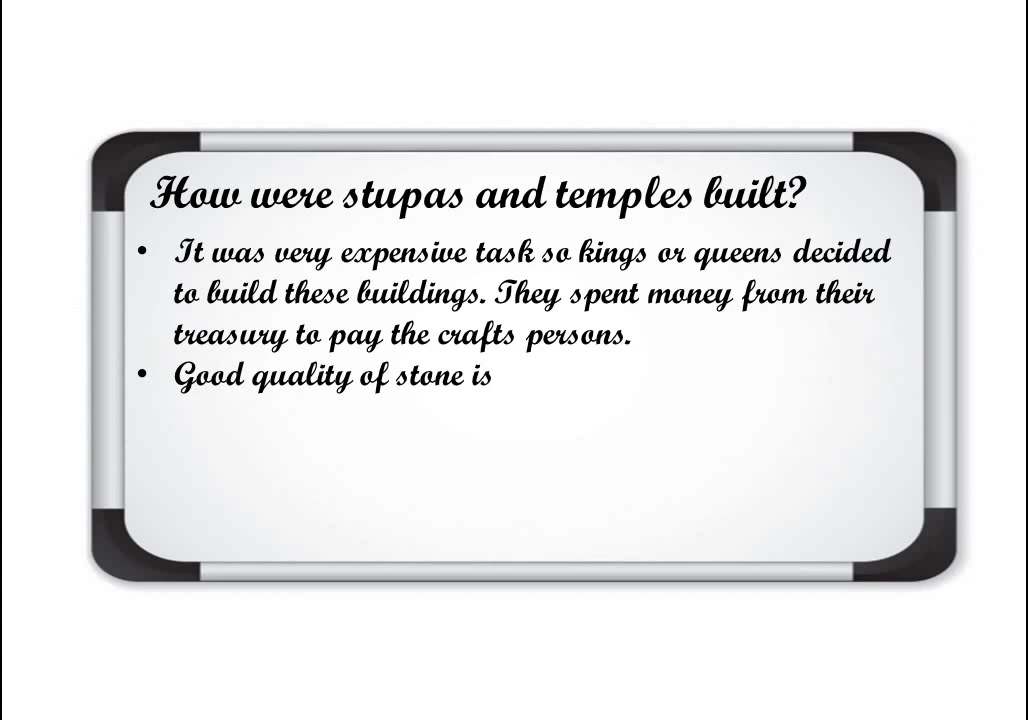 How were stupas and temples built?
• It was very expensive task so kings or queens decided
to build these buildings. They spent money from their
treasury to pay the crafts persons.
• Good quality of stone is